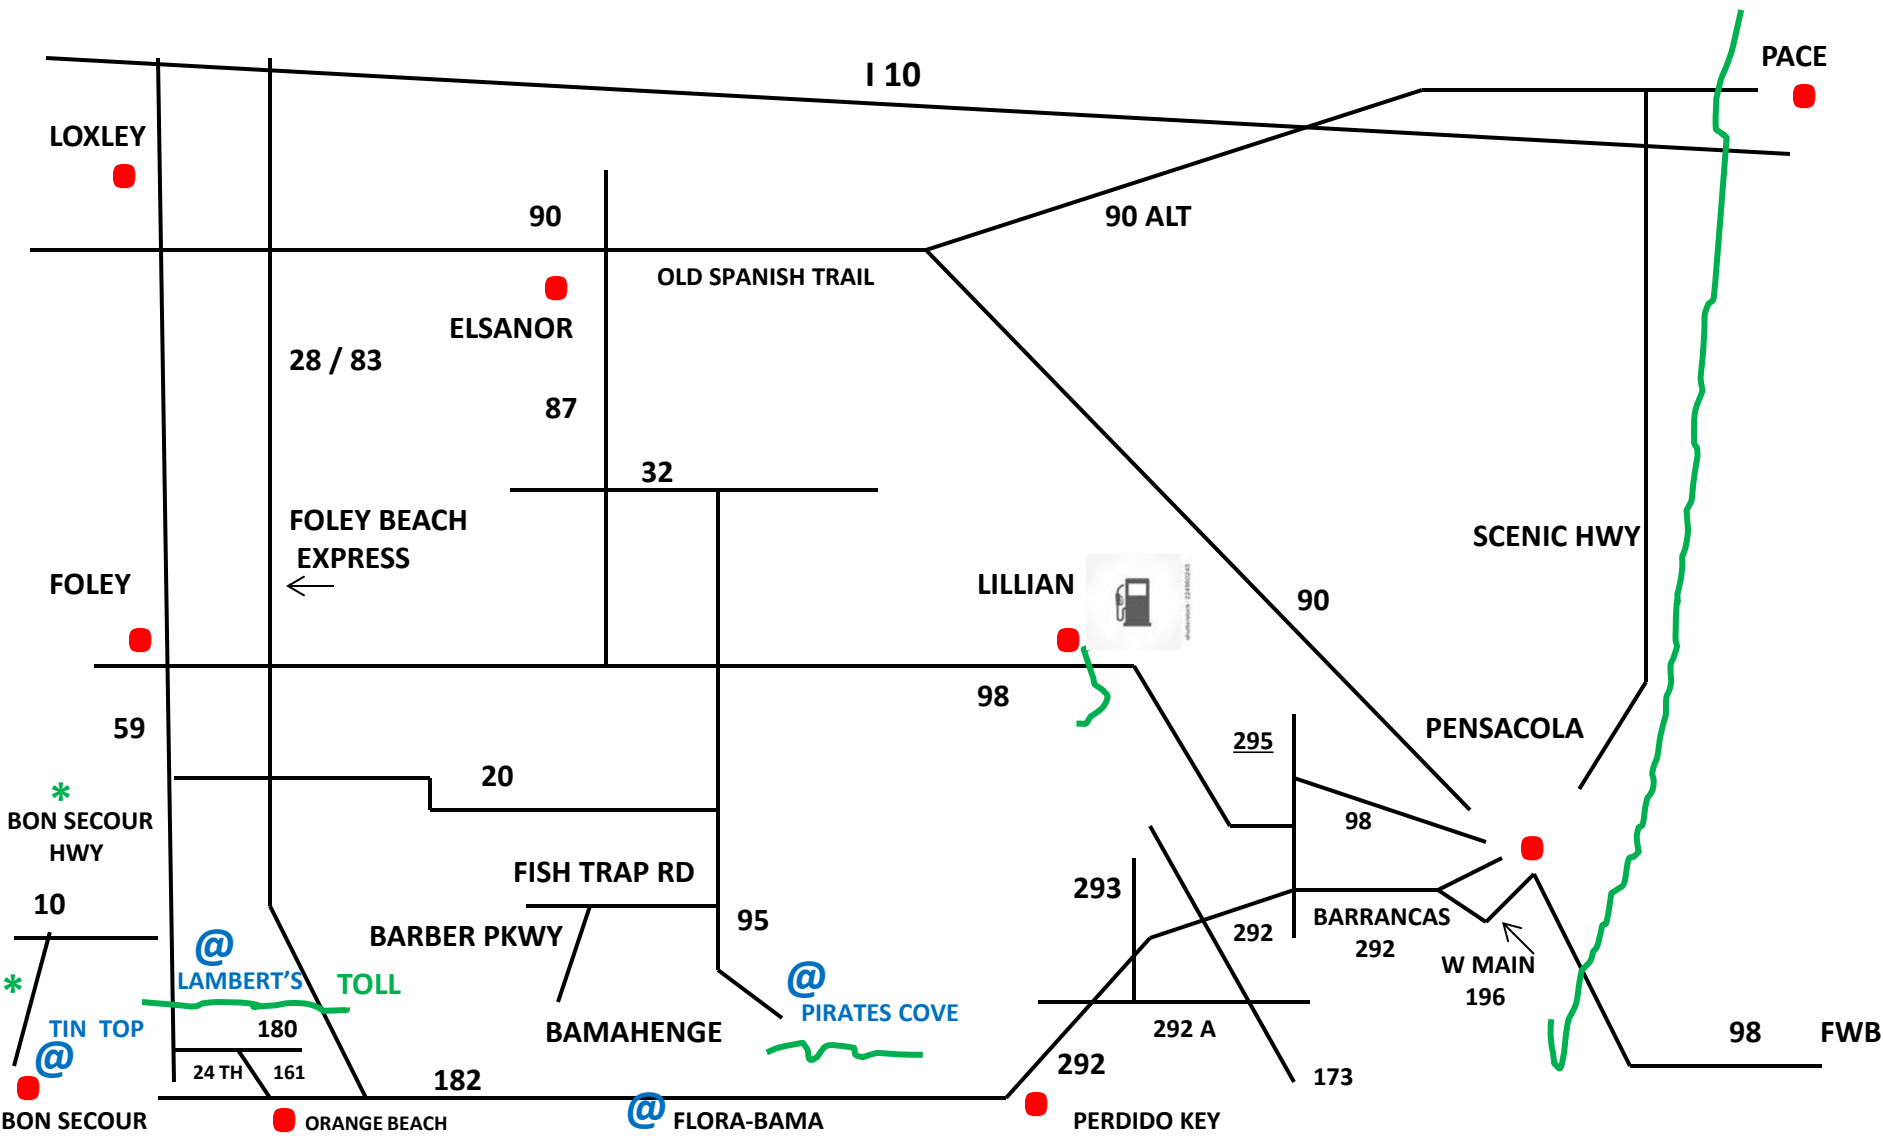 I 10
PACE
LOXLEY
90
90 ALT
OLD SPANISH TRAIL
ELSANOR
28 / 83
87
32
FOLEY BEACH
EXPRESS
SCENIC HWY
FOLEY
LILLIAN
shutterstock 224960243
90
98
59
PENSACOLA
295
20
*
BON SECOUR
HWY
98
FISH TRAP RD
293
10
95
BARRANCAS
292
292
BARBER PKWY
@
LAMBERT'S
TOLL
*
@
PIRATES COVE
W MAIN
196
TIN TOP
@
180
BAMAHENGE
292 A
98
FWB
24 TH
161
182
292
173
BON SECOUR
ORANGE BEACH
@ FLORA-BAMA
PERDIDO KEY